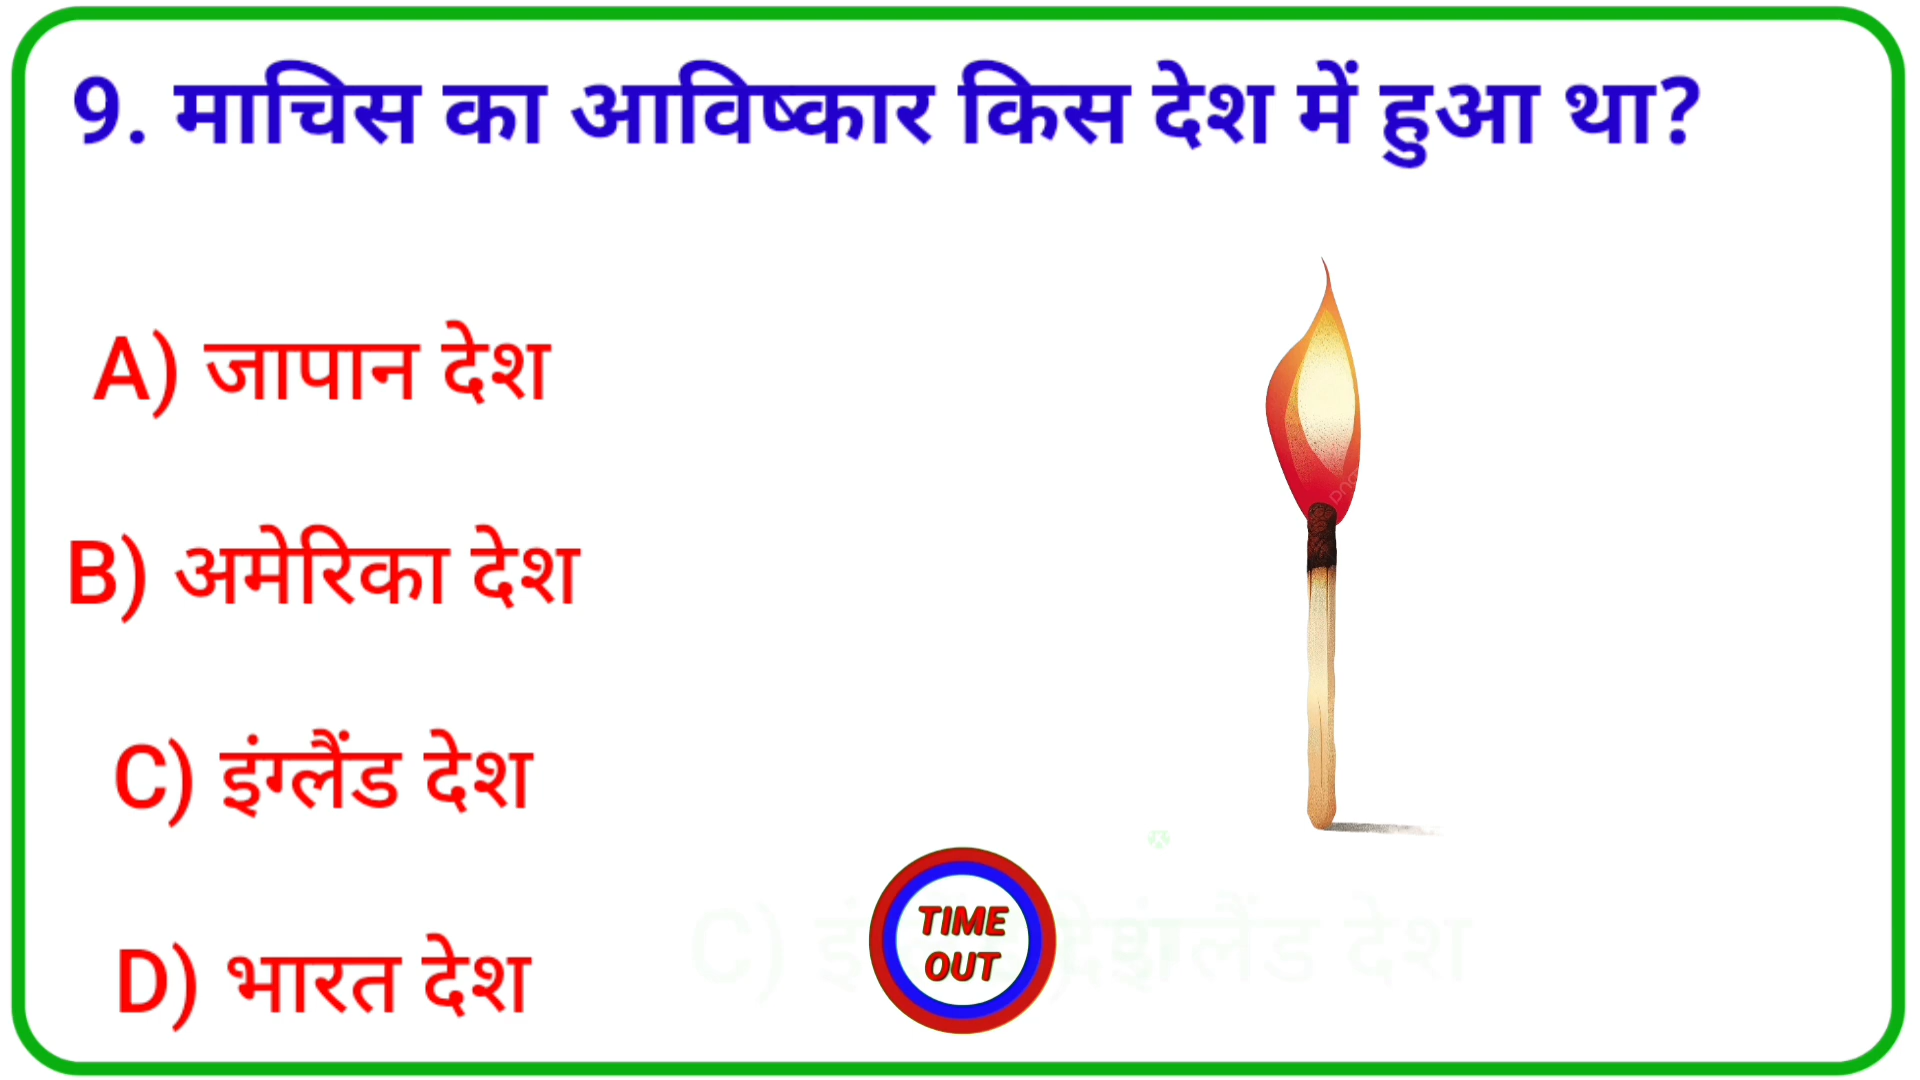 9. माचिस का आविष्कार किस देश में हुआ था?
A) जापान देश
B) अमेरिका देश
C) इंग्लैंड देश
D) भारत देश
TIME
OUT